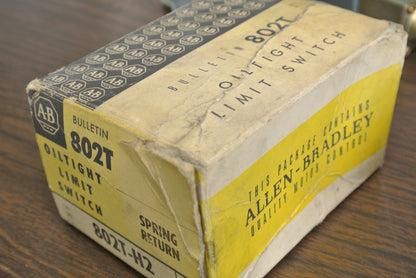 BULLETIN 802T
OILTIGHT
LIMIT SWITCH
A-B
BULLETIN
802T
OILTIGHT
LIMIT
SWITCH
SPRING
RETURN
802T-H2
THIS PACKAGE CONTAINS
ALLEN-BRADLEY
QUALITY MOTOR CONTROL